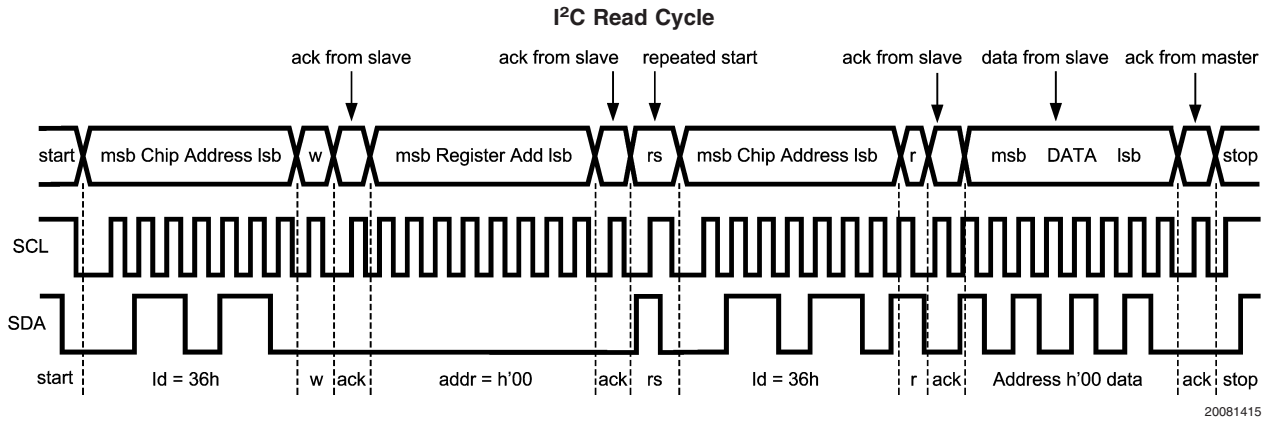 I²C Read Cycle
ack from slave ack from slave repeated start ack from slave data from slave ack from master
start msb Chip Address lsb w msb Register Add lsb rs msb Chip Address lsb r msb DATA lsb stop
SCL
SDA
start Id = 36h w ack addr = h'00 ack rs Id = 36h r ack Address h'00 data ack stop
20081415